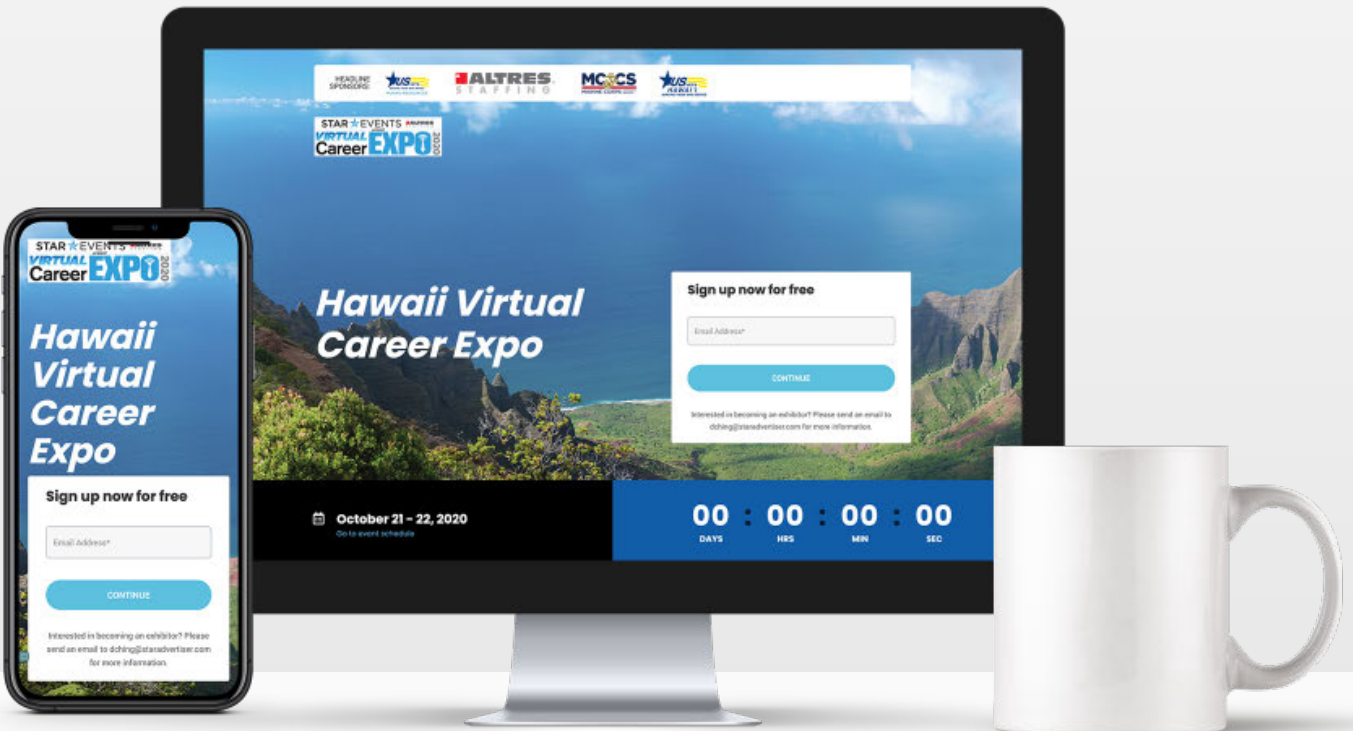 HEADLINE
SPONSORS:
US
ALTRES
STAFFING
MCCS
US
HAWAII
STAR EVENTS
VIRTUAL
Career EXPO 2020
Hawaii Virtual
Career Expo
Sign up now for free
Email Address*
CONTINUE
Interested in becoming an exhibitor? Please send an email to
dching@staradvertiser.com for more information.
October 21 - 22, 2020
Go to event schedule
00 : 00 : 00 : 00
DAYS HRS MIN SEC
STAR EVENTS
VIRTUAL
Career EXPO 2020
Hawaii
Virtual
Career
Expo
Sign up now for free
Email Address*
CONTINUE
Interested in becoming an exhibitor? Please
send an email to dching@staradvertiser.com
for more information.